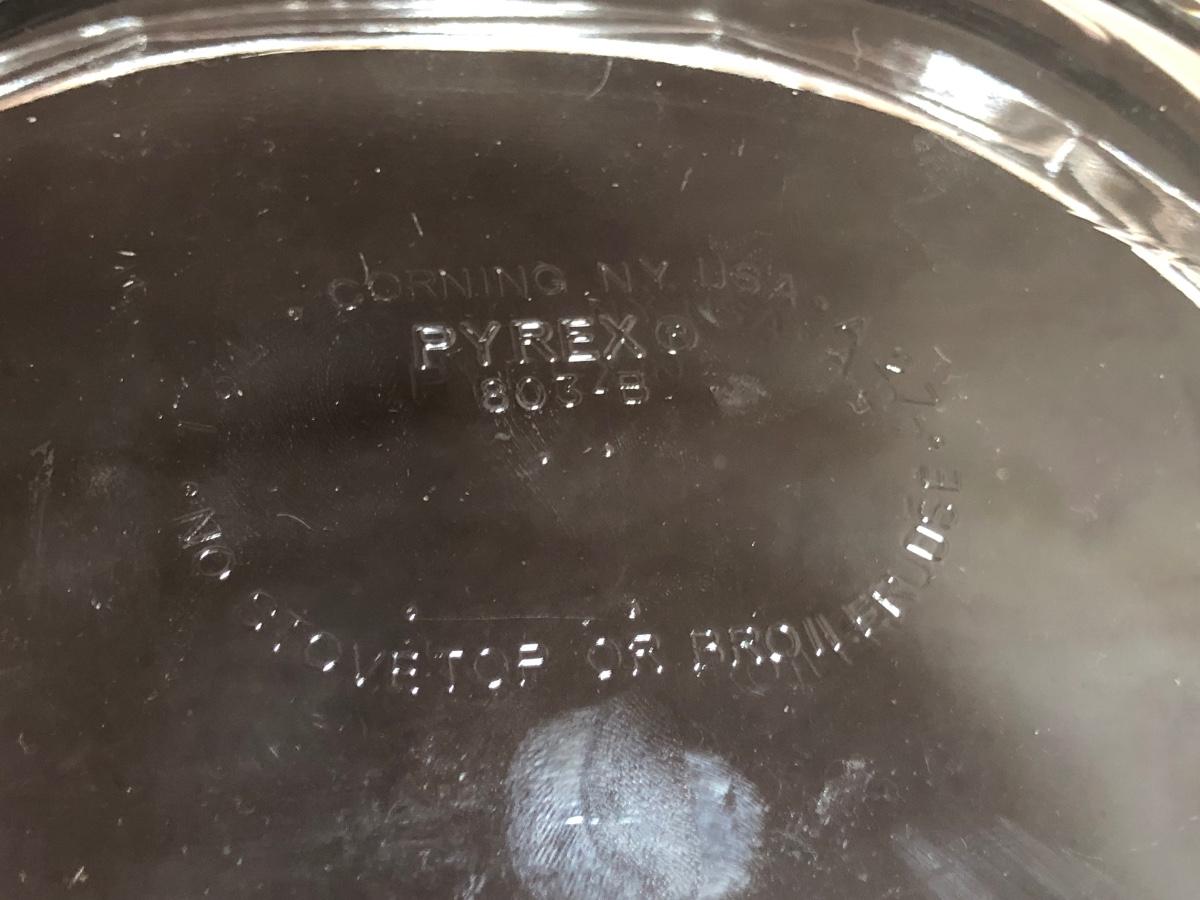 CORNING NY USA
PYREX®
803-B
NO STOVETOP OR BROILER USE